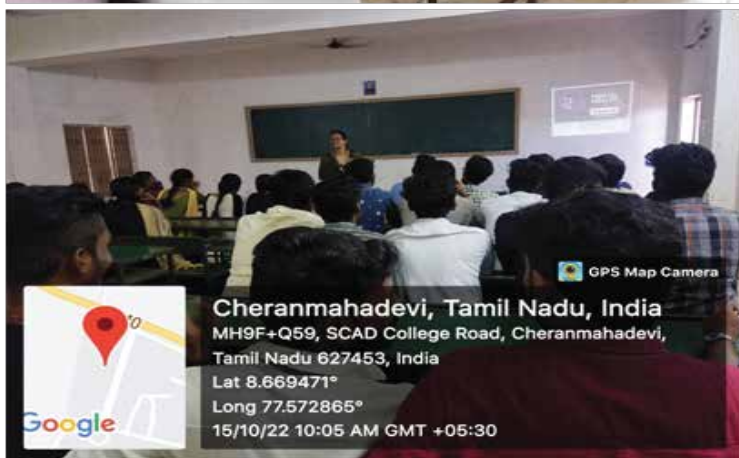 GPS Map Camera
Cheranmahadevi, Tamil Nadu, India
MH9F+Q59, SCAD College Road, Cheranmahadevi,
Tamil Nadu 627453, India
Lat 8.669471°
Long 77.572865°
15/10/22 10:05 AM GMT +05:30
Google